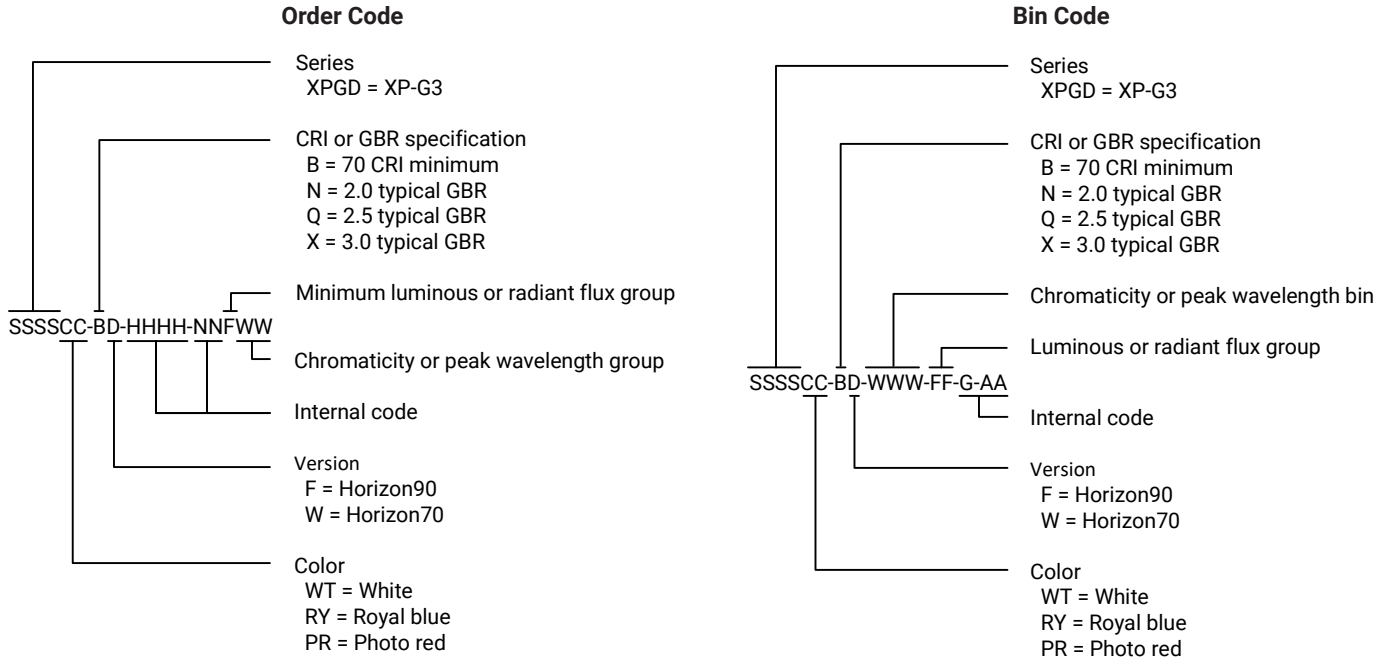 Order Code
Series
XPGD = XP-G3
CRI or GBR specification
B = 70 CRI minimum
N = 2.0 typical GBR
Q = 2.5 typical GBR
X = 3.0 typical GBR
Minimum luminous or radiant flux group
SSSSCC-BD-HHHH-NNFWW
Chromaticity or peak wavelength group
Internal code
Version
F = Horizon90
W = Horizon70
Color
WT = White
RY = Royal blue
PR = Photo red
Bin Code
Series
XPGD = XP-G3
CRI or GBR specification
B = 70 CRI minimum
N = 2.0 typical GBR
Q = 2.5 typical GBR
X = 3.0 typical GBR
Chromaticity or peak wavelength bin
Luminous or radiant flux group
SSSSCC-BD-WWW-FF-G-AA
Internal code
Version
F = Horizon90
W = Horizon70
Color
WT = White
RY = Royal blue
PR = Photo red